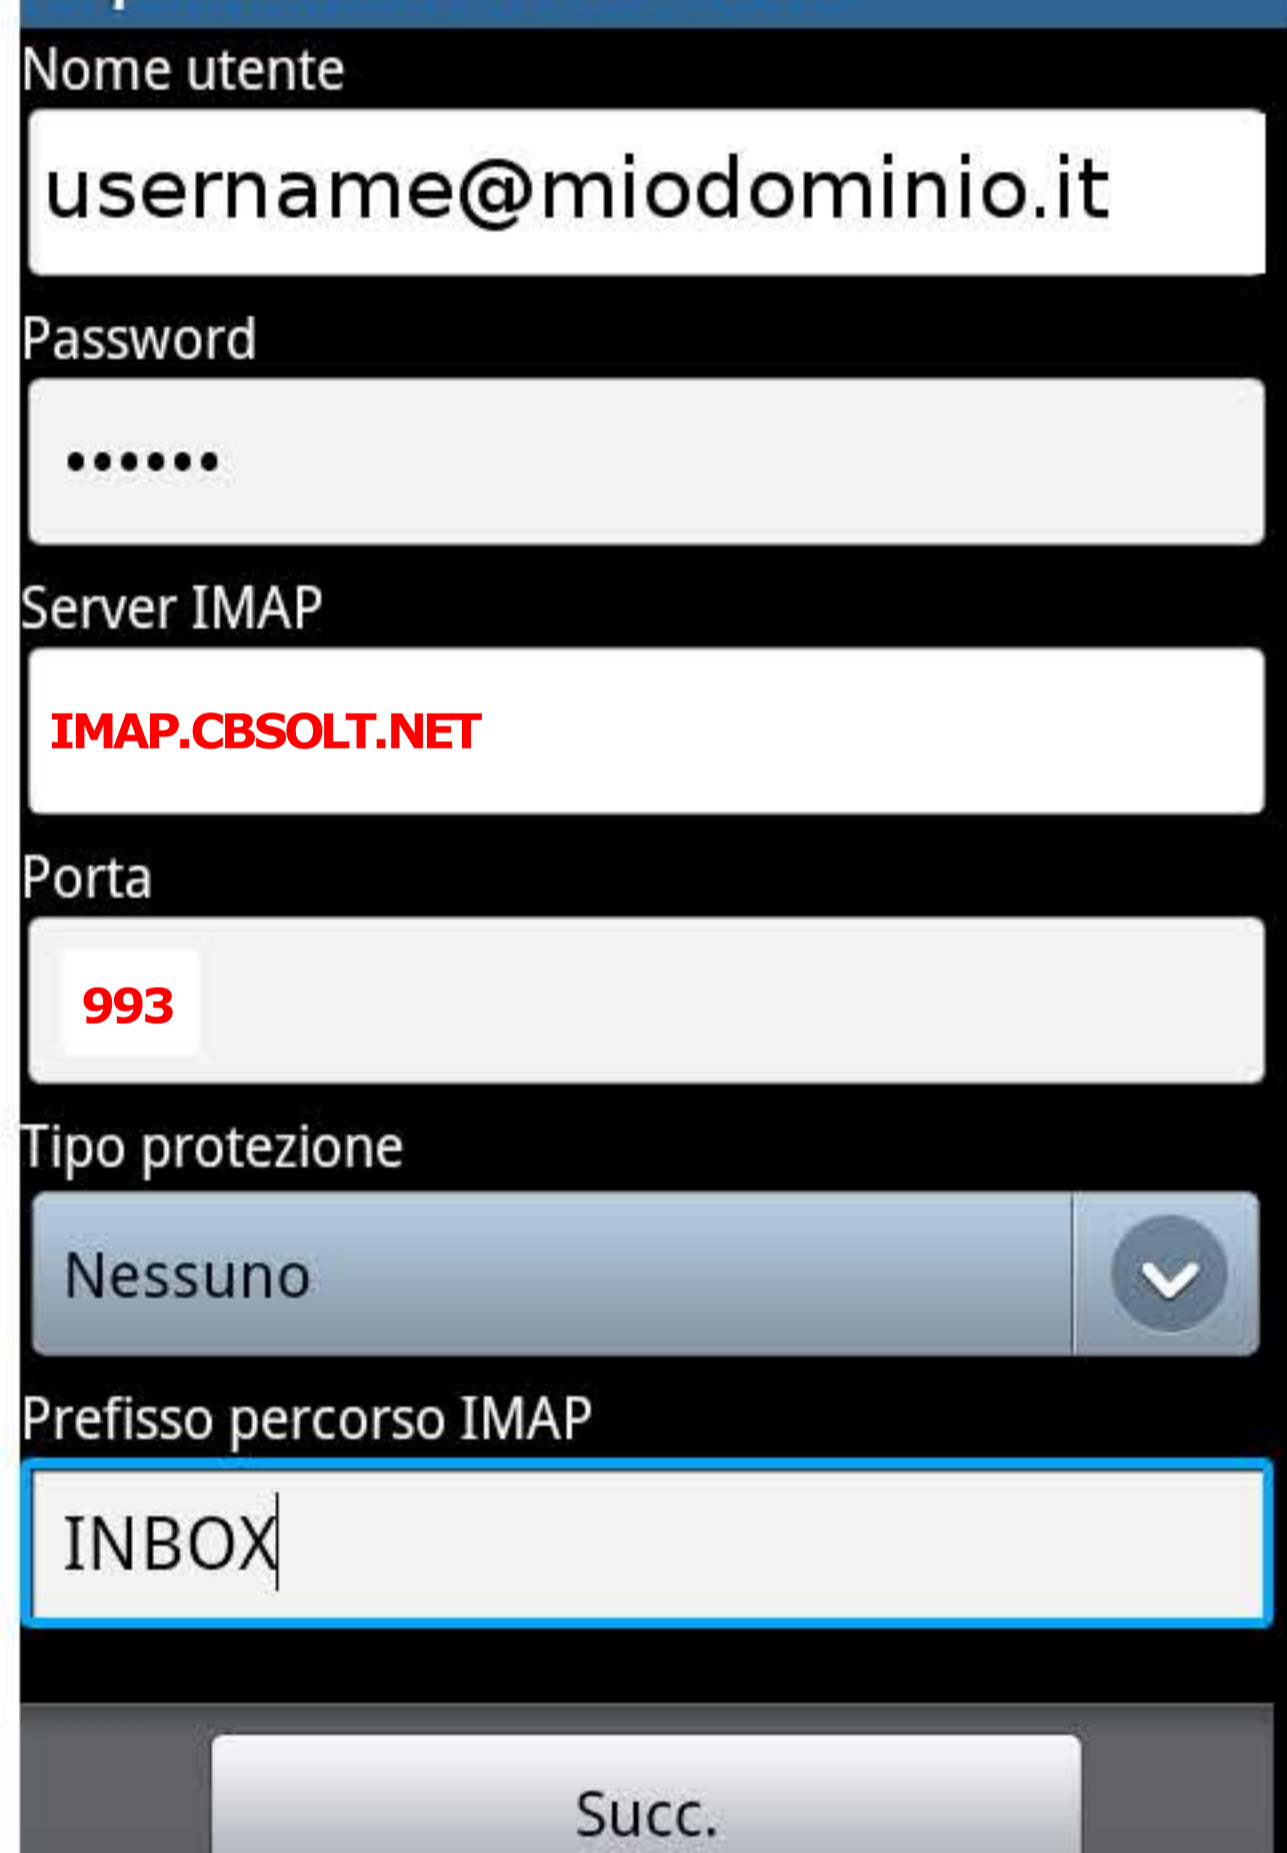 Nome utente
username@miodominio.it
Password
••••••
Server IMAP
IMAP.CBSOLT.NET
Porta
993
Tipo protezione
Nessuno
Prefisso percorso IMAP
INBOX
Succ.